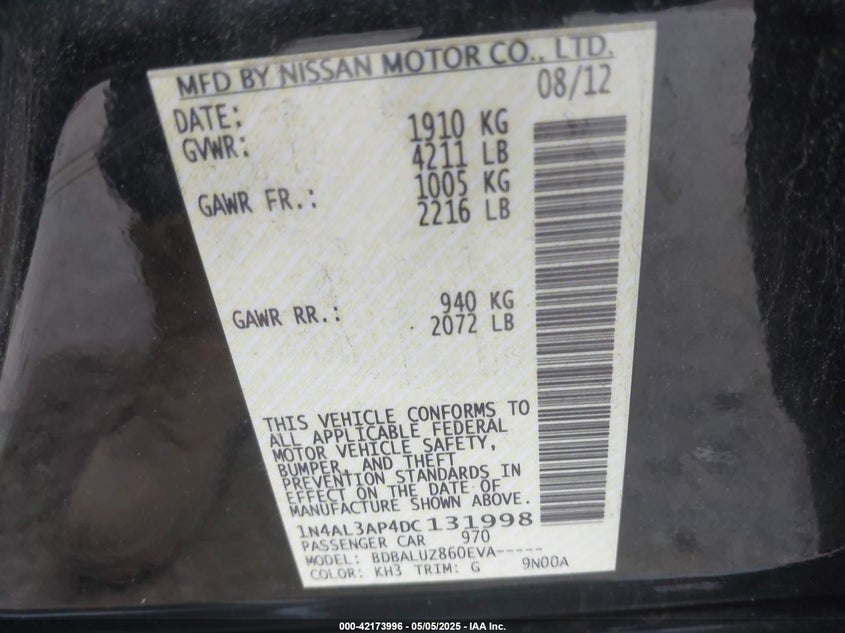 MFD BY NISSAN MOTOR CO., LTD.
DATE: 08/12
GVWR: 1910 KG
4211 LB
GAWR FR.: 1005 KG
2216 LB
GAWR RR.: 940 KG
2072 LB
THIS VEHICLE CONFORMS TO
ALL APPLICABLE FEDERAL
MOTOR VEHICLE SAFETY,
BUMPER, AND THEFT
PREVENTION STANDARDS IN
EFFECT ON THE DATE OF
MANUFACTURE SHOWN ABOVE.
1N4AL3AP4DC131998
PASSENGER CAR 970
MODEL: BDBALUZ860EVA-----
COLOR: KH3 TRIM: G 9N00A
000-42173996 - 05/05/2025 - IAA Inc.